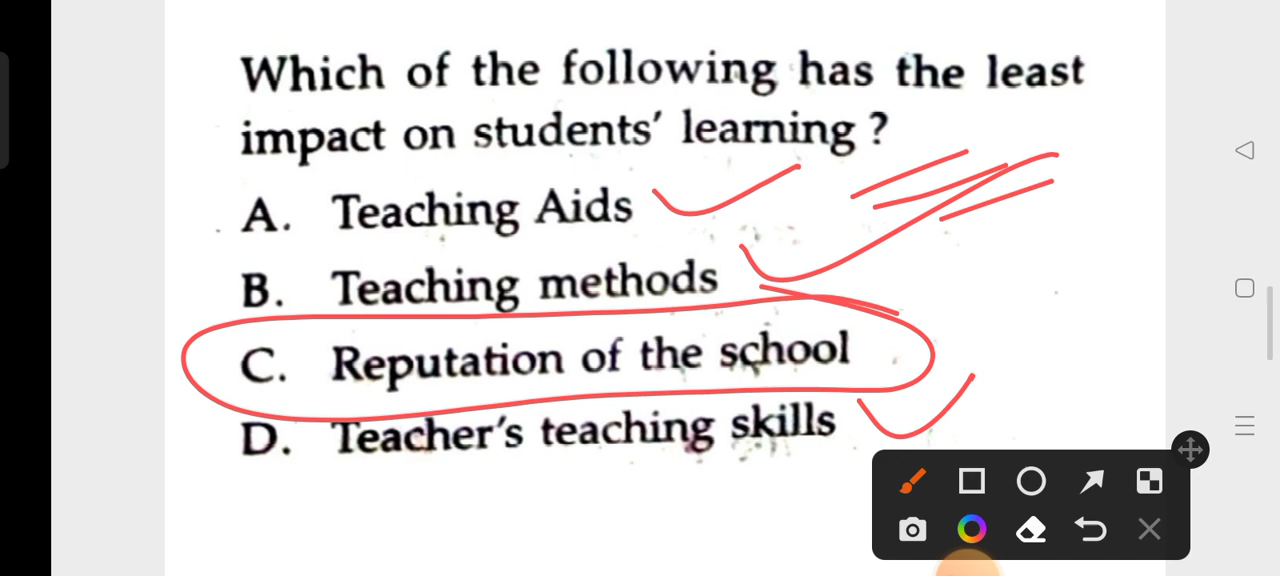 Which of the following has the least
impact on students' learning ?
A. Teaching Aids
B. Teaching methods
C. Reputation of the school
D. Teacher's teaching skills